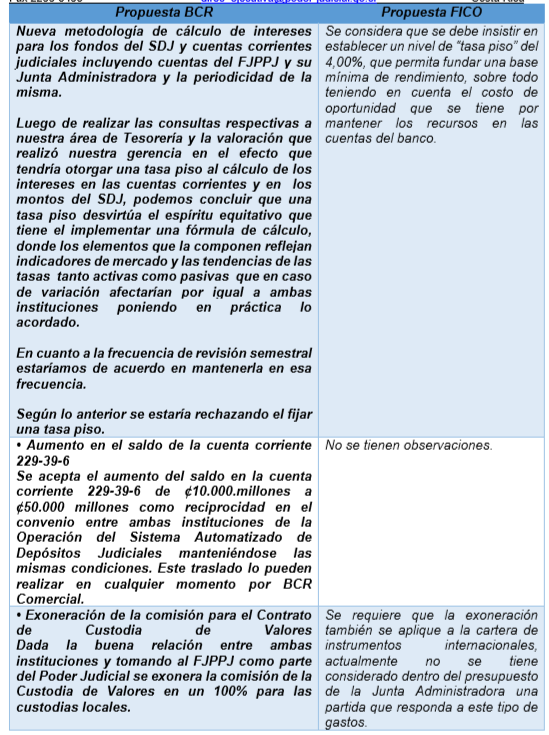 Propuesta BCR
Propuesta FICO
Nueva metodología de cálculo de intereses
para los fondos del SDJ y cuentas corrientes
judiciales incluyendo cuentas del FJPPJ y su
Junta Administradora y la periodicidad de la
misma.
Luego de realizar las consultas respectivas a
nuestra área de Tesorería y la valoración que
realizó nuestra gerencia en el efecto que
tendría otorgar una tasa piso al cálculo de los
intereses en las cuentas corrientes y en los
montos del SDJ, podemos concluir que una
tasa piso desvirtúa el espíritu equitativo que
tiene el implementar una fórmula de cálculo,
donde los elementos que la componen reflejan
indicadores de mercado y las tendencias de las
tasas tanto activas como pasivas que en caso
de variación afectarían por igual a ambas
instituciones poniendo en práctica lo
acordado.
En cuanto a la frecuencia de revisión semestral
estaríamos de acuerdo en mantenerla en esa
frecuencia.
Según lo anterior se estaría rechazando el fijar
una tasa piso.
Se considera que se debe insistir en
establecer un nivel de "tasa piso" del
4,00%, que permita fundar una base
mínima de rendimiento, sobre todo
teniendo en cuenta el costo de
oportunidad que se tiene por
mantener los recursos en las
cuentas del banco.
• Aumento en el saldo de la cuenta corriente
229-39-6
Se acepta el aumento del saldo en la cuenta
corriente 229-39-6 de ¢10.000.millones a
¢50.000 millones como reciprocidad en el
convenio entre ambas instituciones de la
Operación del Sistema Automatizado de
Depósitos Judiciales manteniéndose las
mismas condiciones. Este traslado lo pueden
realizar en cualquier momento por BCR
Comercial.
No se tienen observaciones.
• Exoneración de la comisión para el Contrato
de Custodia de Valores
Dada la buena relación entre ambas
instituciones y tomando al FJPPJ como parte
del Poder Judicial se exonera la comisión de la
Custodia de Valores en un 100% para las
custodias locales.
Se requiere que la exoneración
también se aplique a la cartera de
instrumentos internacionales,
actualmente no se tiene
considerado dentro del presupuesto
de la Junta Administradora una
partida que responda a este tipo de
gastos.